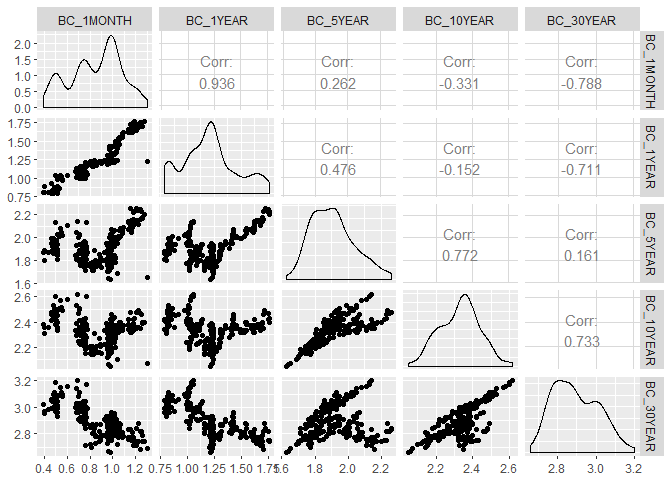 BC_1MONTH BC_1YEAR BC_5YEAR BC_10YEAR BC_30YEAR
2.0
1.5
1.0
0.5
0.0
Corr:
0.936
Corr:
0.262
Corr:
-0.331
Corr:
-0.788
BC_1MONTH
1.75
1.50
1.25
1.00
0.75
Corr:
0.476
Corr:
-0.152
Corr:
-0.711
BC_1YEAR
2.2
2.0
1.8
1.6
Corr:
0.772
Corr:
0.161
BC_5YEAR
2.6
2.4
2.2
Corr:
0.733
BC_10YEAR
3.2
3.0
2.8
BC_30YEAR
0.4 0.6 0.8 1.0 1.2 0.75 1.00 1.25 1.50 1.75 1.6 1.8 2.0 2.2 2.2 2.4 2.6 2.8 3.0 3.2